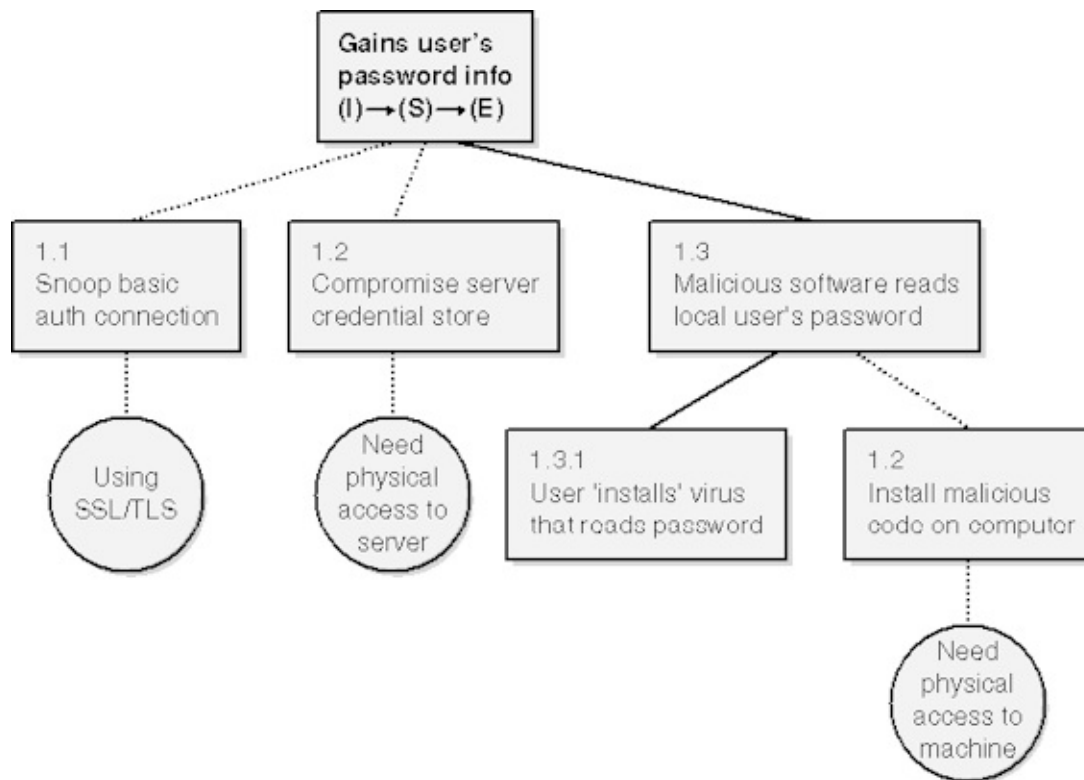 Gains user's
password info
(I)→(S)→(E)
1.1
Snoop basic
auth connection
1.2
Compromise server
credential store
1.3
Malicious software reads
local user's password
Using
SSL/TLS
Need
physical
access to
server
1.3.1
User 'installs' virus
that reads password
1.2
Install malicious
code on computer
Need
physical
access to
machine